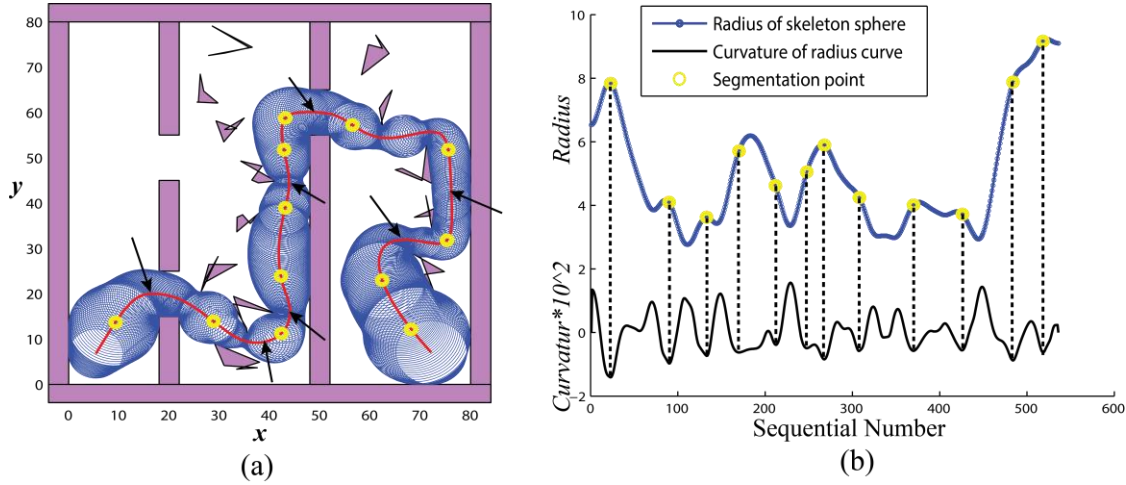 80
70
60
50
40
30
20
10
0
y
0 10 20 30 40 50 60 70 80
x
(a)
Radius of skeleton sphere
Curvature of radius curve
Segmentation point
8
6
4
2
0
−2
Radius
Curvatur*10^2
0 100 200 300 400 500 600
Sequential Number
(b)